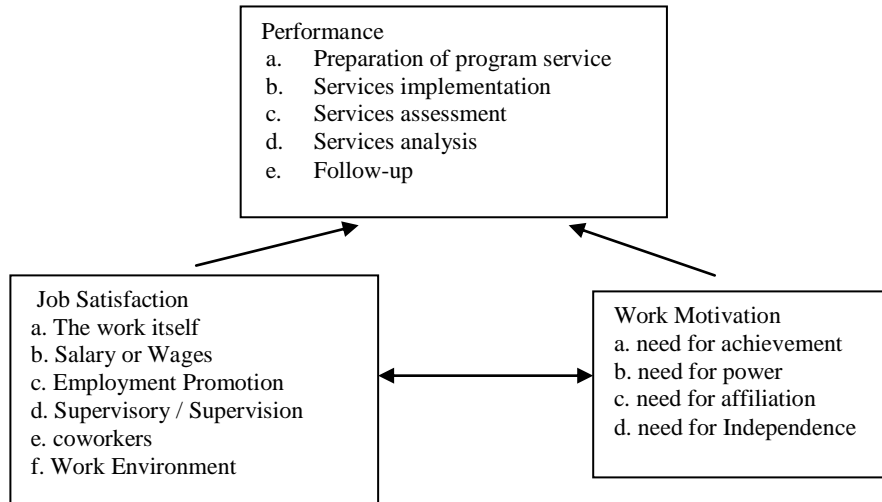 Performance
a. Preparation of program service
b. Services implementation
c. Services assessment
d. Services analysis
e. Follow-up
Job Satisfaction
a. The work itself
b. Salary or Wages
c. Employment Promotion
d. Supervisory / Supervision
e. coworkers
f. Work Environment
Work Motivation
a. need for achievement
b. need for power
c. need for affiliation
d. need for Independence